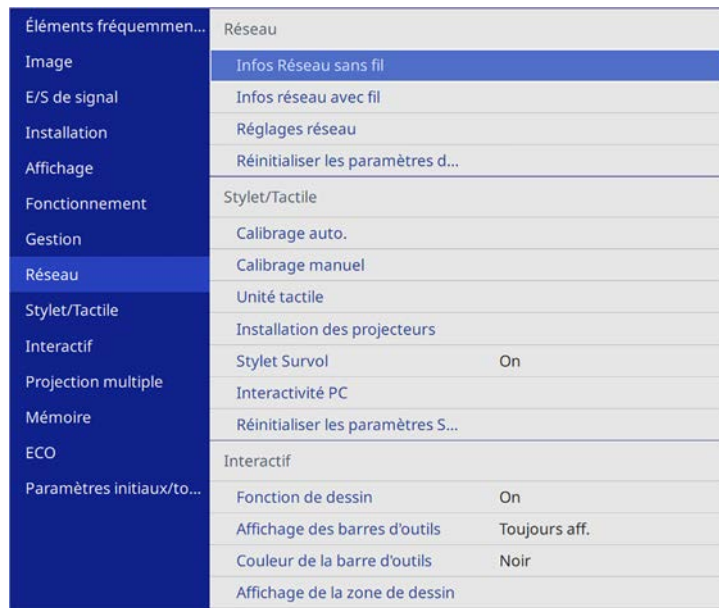 Éléments fréquemmen...
Image
E/S de signal
Installation
Affichage
Fonctionnement
Gestion
Réseau
Stylet/Tactile
Interactif
Projection multiple
Mémoire
ECO
Paramètres initiaux/to...
Réseau
Infos Réseau sans fil
Infos réseau avec fil
Réglages réseau
Réinitialiser les paramètres d...
Stylet/Tactile
Calibrage auto.
Calibrage manuel
Unité tactile
Installation des projecteurs
Stylet Survol On
Interactivité PC
Réinitialiser les paramètres S...
Interactif
Fonction de dessin On
Affichage des barres d'outils Toujours aff.
Couleur de la barre d'outils Noir
Affichage de la zone de dessin